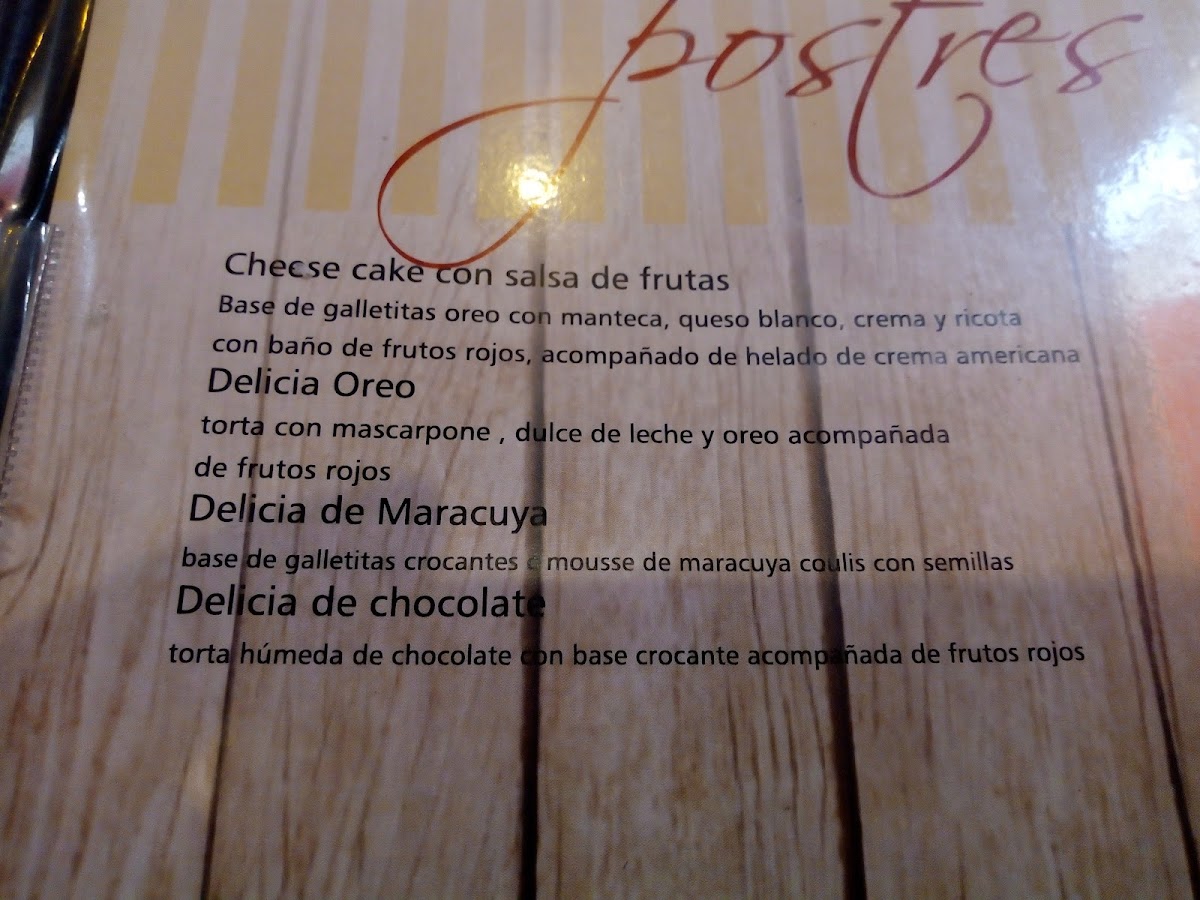 postres
Cheese cake con salsa de frutas
Base de galletitas oreo con manteca, queso blanco, crema y ricota
con baño de frutos rojos, acompañado de helado de crema americana
Delicia Oreo
torta con mascarpone , dulce de leche y oreo acompañada
de frutos rojos
Delicia de Maracuya
base de galletitas crocantes mousse de maracuya coulis con semillas
Delicia de chocolate
torta húmeda de chocolate con base crocante acompañada de frutos rojos